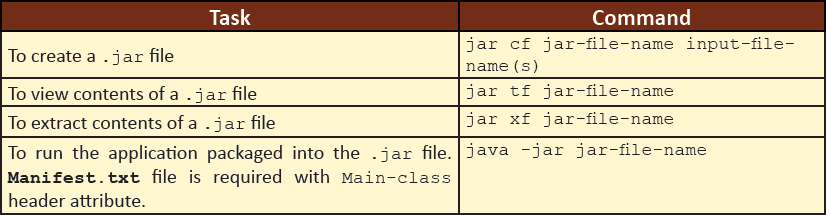 Task Command
To create a .jar file jar cf jar-file-name input-file-
name(s)
To view contents of a .jar file jar tf jar-file-name
To extract contents of a .jar file jar xf jar-file-name
To run the application packaged into the .jar file. java -jar jar-file-name
Manifest.txt file is required with Main-class
header attribute.